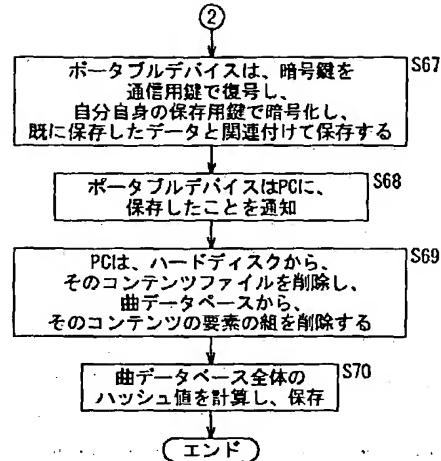 ②
S67
ポータブルデバイスは、暗号鍵を
通信用鍵で復号し、
自分自身の保存用鍵で暗号化し、
既に保存したデータと関連付けて保存する
S68
ポータブルデバイスはPCに、
保存したことを通知
S69
PCは、ハードディスクから、
そのコンテンツファイルを削除し、
曲データベースから、
そのコンテンツの要素の組を削除する
S70
曲データベース全体の
ハッシュ値を計算し、保存
エンド